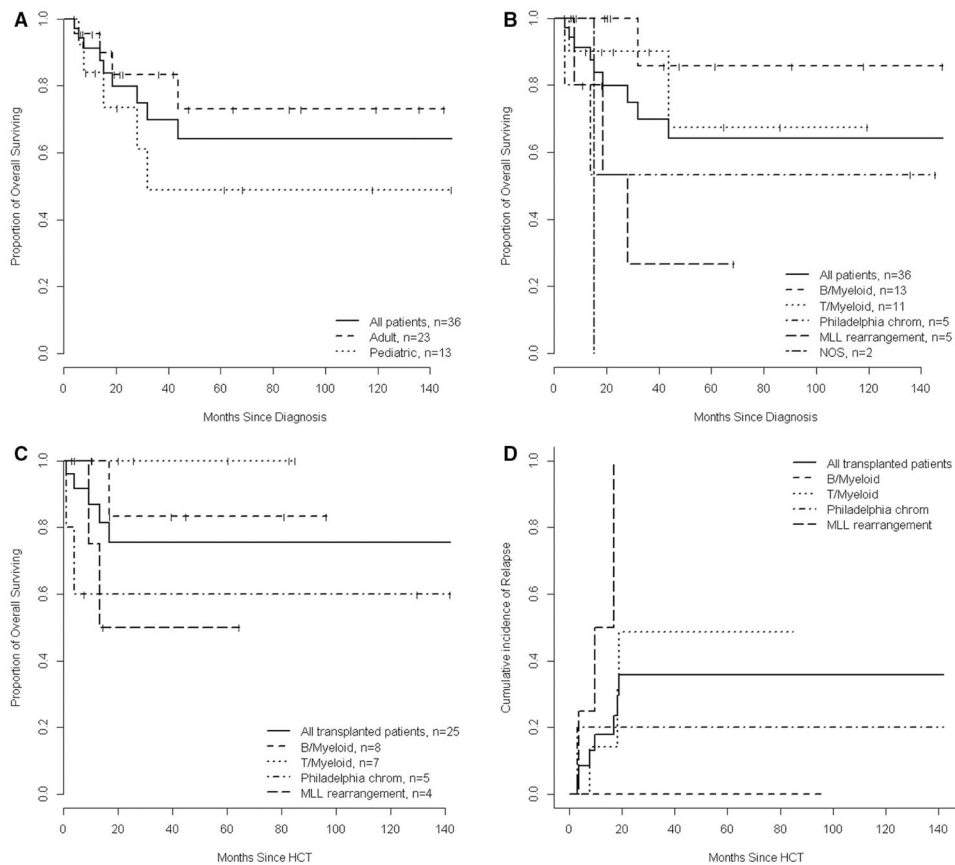 A
Proportion of Overall Surviving
1.0
0.8
0.6
0.4
0.2
0.0
All patients, n=36
Adult, n=23
Pediatric, n=13
0 20 40 60 80 100 120 140
Months Since Diagnosis
B
Proportion of Overall Surviving
1.0
0.8
0.6
0.4
0.2
0.0
All patients, n=36
B/Myeloid, n=13
T/Myeloid, n=11
Philadelphia chrom, n=5
MLL rearrangement, n=5
NOS, n=2
0 20 40 60 80 100 120 140
Months Since Diagnosis
C
Proportion of Overall Surviving
1.0
0.8
0.6
0.4
0.2
0.0
All transplanted patients, n=25
B/Myeloid, n=8
T/Myeloid, n=7
Philadelphia chrom, n=5
MLL rearrangement, n=4
0 20 40 60 80 100 120 140
Months Since HCT
D
Cumulative incidence of Relapse
1.0
0.8
0.6
0.4
0.2
0.0
All transplanted patients
B/Myeloid
T/Myeloid
Philadelphia chrom
MLL rearrangement
0 20 40 60 80 100 120 140
Months Since HCT